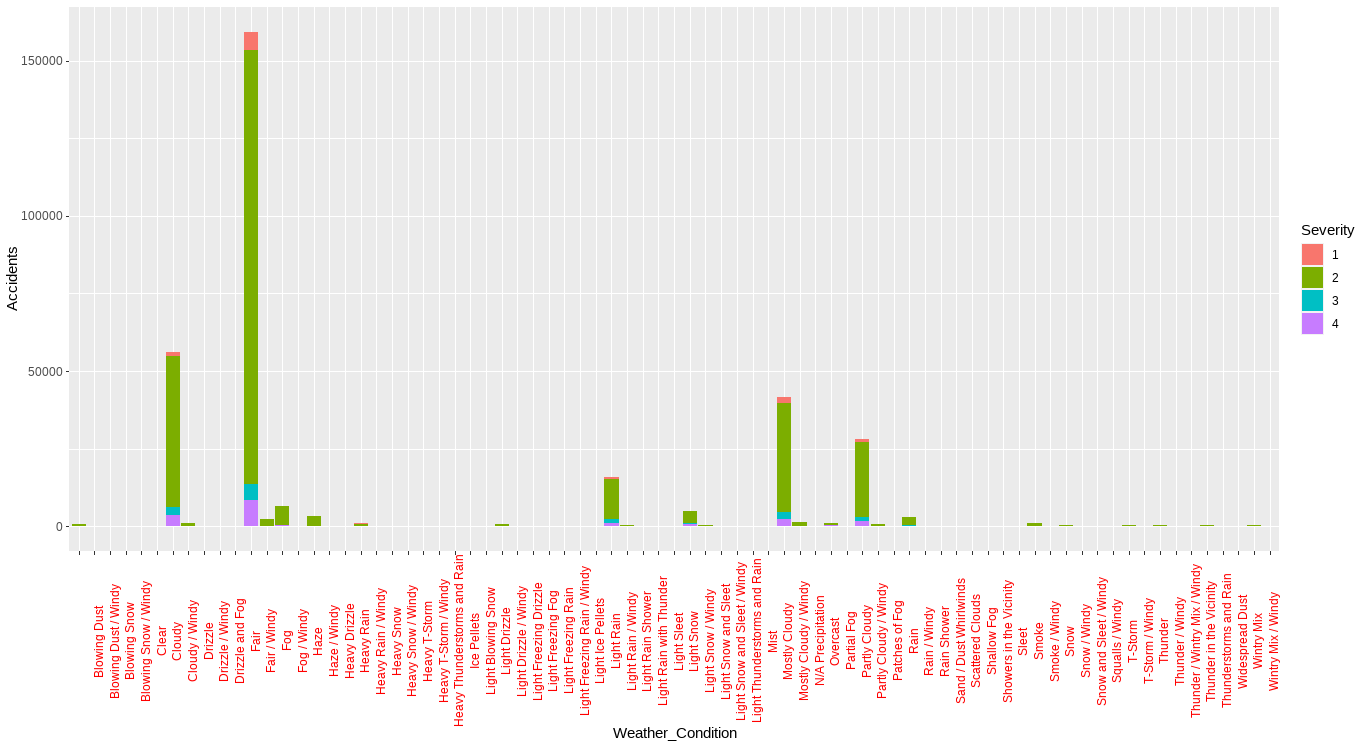 150000
100000
50000
0
Accidents
Blowing Dust
Blowing Dust / Windy
Blowing Snow
Blowing Snow / Windy
Clear
Cloudy
Cloudy / Windy
Drizzle
Drizzle / Windy
Drizzle and Fog
Fair
Fair / Windy
Fog
Fog / Windy
Haze
Haze / Windy
Heavy Drizzle
Heavy Rain
Heavy Rain / Windy
Heavy Snow
Heavy Snow / Windy
Heavy T-Storm
Heavy T-Storm / Windy
Heavy Thunderstorms and Rain
Ice Pellets
Light Blowing Snow
Light Drizzle
Light Drizzle / Windy
Light Freezing Drizzle
Light Freezing Fog
Light Freezing Rain
Light Freezing Rain / Windy
Light Ice Pellets
Light Rain
Light Rain / Windy
Light Rain Shower
Light Rain with Thunder
Light Sleet
Light Snow
Light Snow / Windy
Light Snow and Sleet
Light Snow and Sleet / Windy
Light Thunderstorms and Rain
Mist
Mostly Cloudy
Mostly Cloudy / Windy
N/A Precipitation
Overcast
Partial Fog
Partly Cloudy
Partly Cloudy / Windy
Patches of Fog
Rain
Rain / Windy
Rain Shower
Sand / Dust Whirlwinds
Scattered Clouds
Shallow Fog
Showers in the Vicinity
Sleet
Smoke
Smoke / Windy
Snow
Snow / Windy
Snow and Sleet / Windy
Squalls / Windy
T-Storm
T-Storm / Windy
Thunder
Thunder / Windy
Thunder / Wintry Mix / Windy
Thunder in the Vicinity
Thunderstorms and Rain
Widespread Dust
Wintry Mix
Wintry Mix / Windy
Weather_Condition
Severity
1
2
3
4